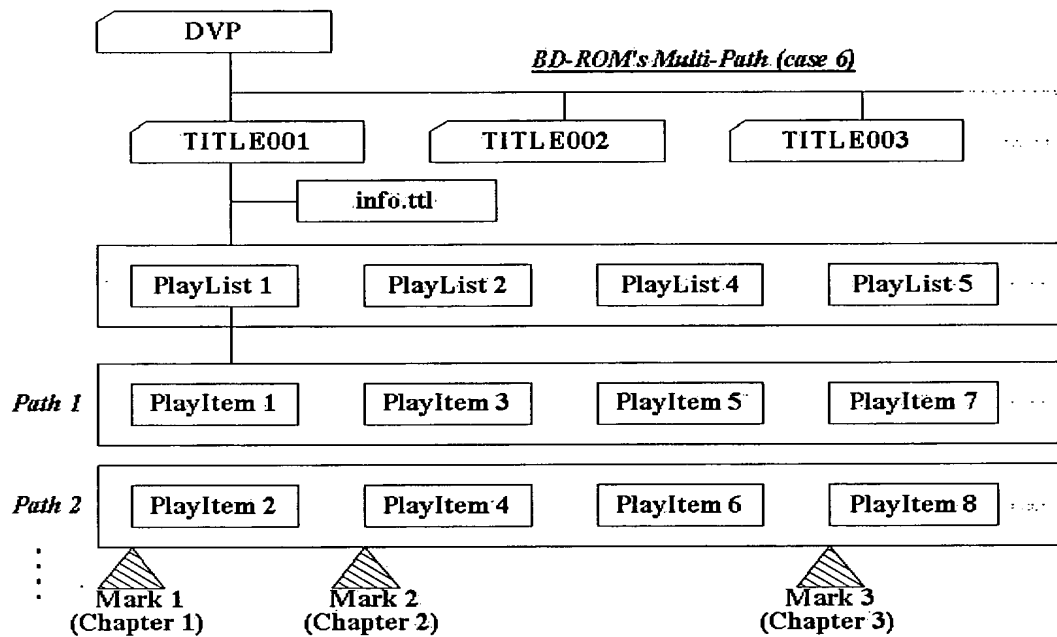 DVP
BD-ROM's Multi-Path (case 6)
TITLE001 TITLE002 TITLE003
info.ttl
PlayList 1 PlayList 2 PlayList 4 PlayList 5
Path 1 PlayItem 1 PlayItem 3 PlayItem 5 PlayItem 7
Path 2 PlayItem 2 PlayItem 4 PlayItem 6 PlayItem 8
Mark 1 Mark 2 Mark 3
(Chapter 1) (Chapter 2) (Chapter 3)